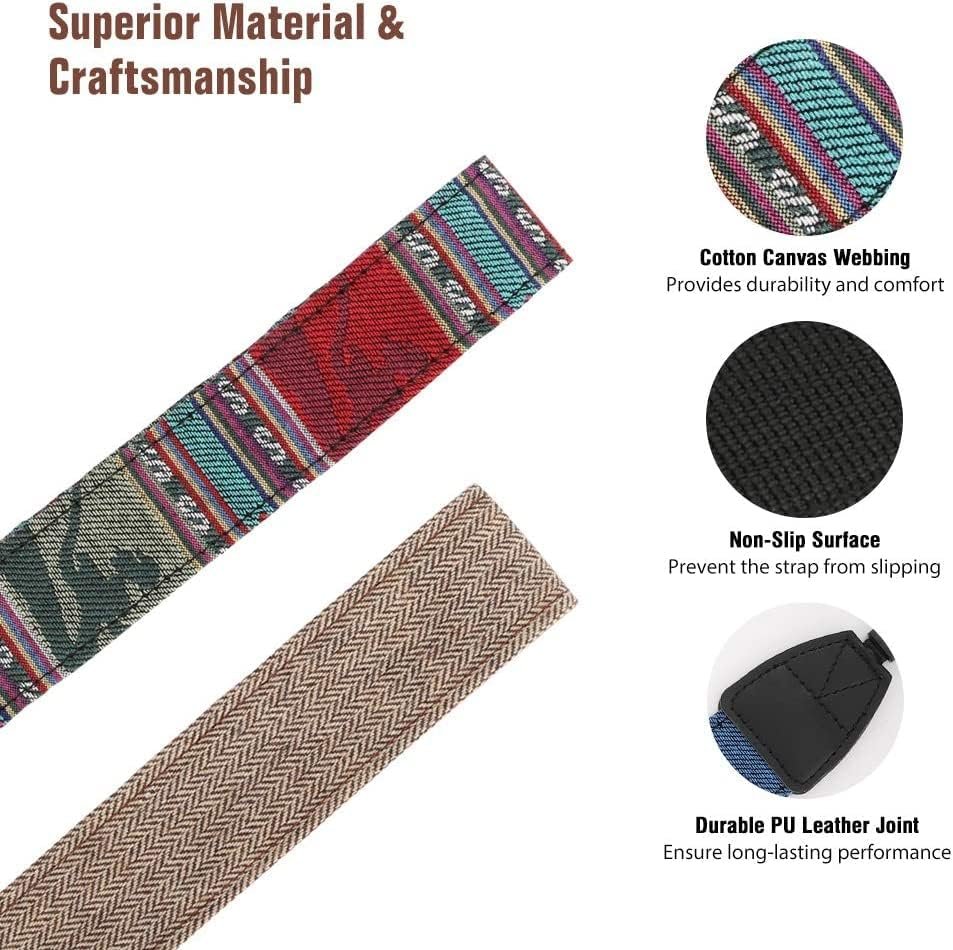 Superior Material &
Craftsmanship
Cotton Canvas Webbing
Provides durability and comfort
Non-Slip Surface
Prevent the strap from slipping
Durable PU Leather Joint
Ensure long-lasting performance